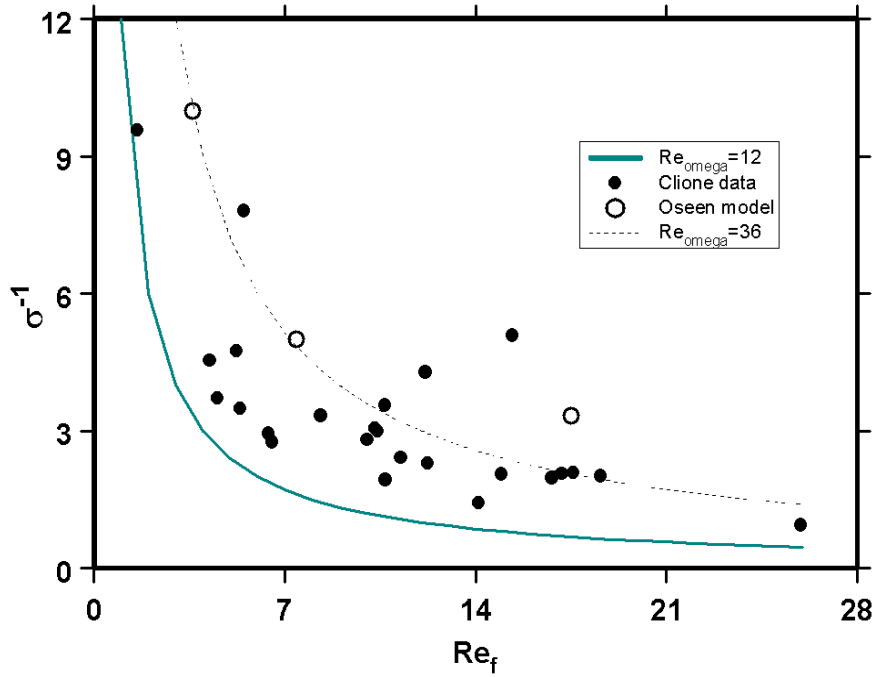 12
9
6
3
0
σ-1
Reomega=12
Clione data
Oseen model
Reomega=36
0 7 14 21 28
Ref